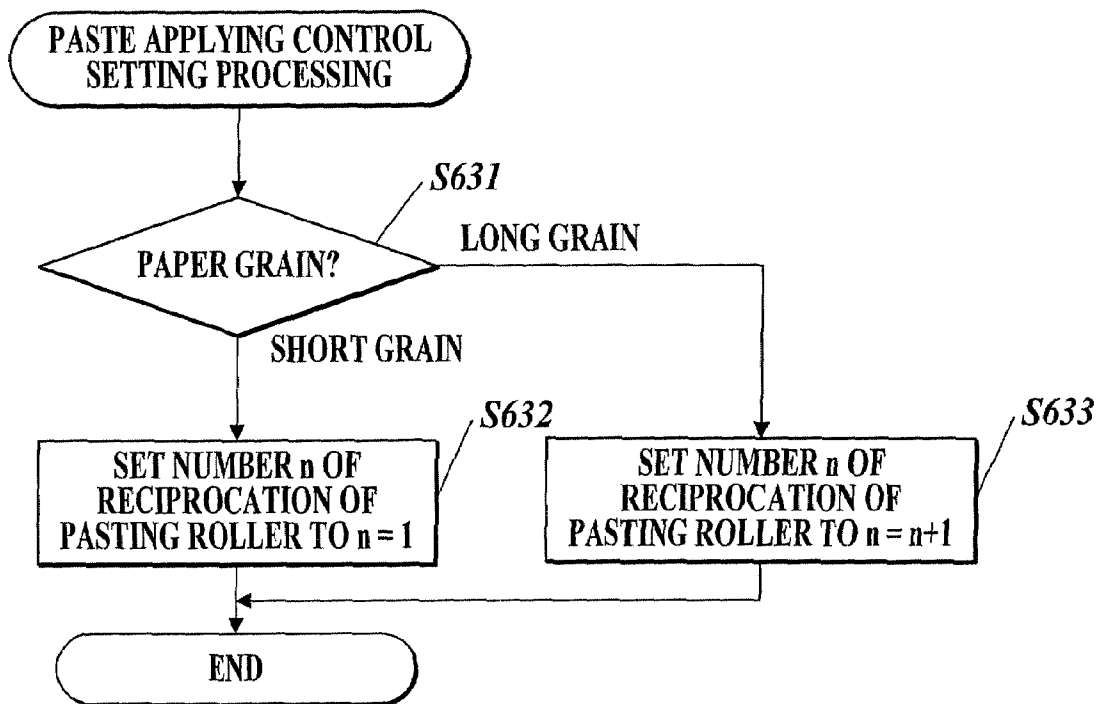 PASTE APPLYING CONTROL
SETTING PROCESSING
S631
PAPER GRAIN?
LONG GRAIN
SHORT GRAIN
S632
SET NUMBER n OF
RECIPROCATION OF
PASTING ROLLER TO n = 1
S633
SET NUMBER n OF
RECIPROCATION OF
PASTING ROLLER TO n = n+1
END